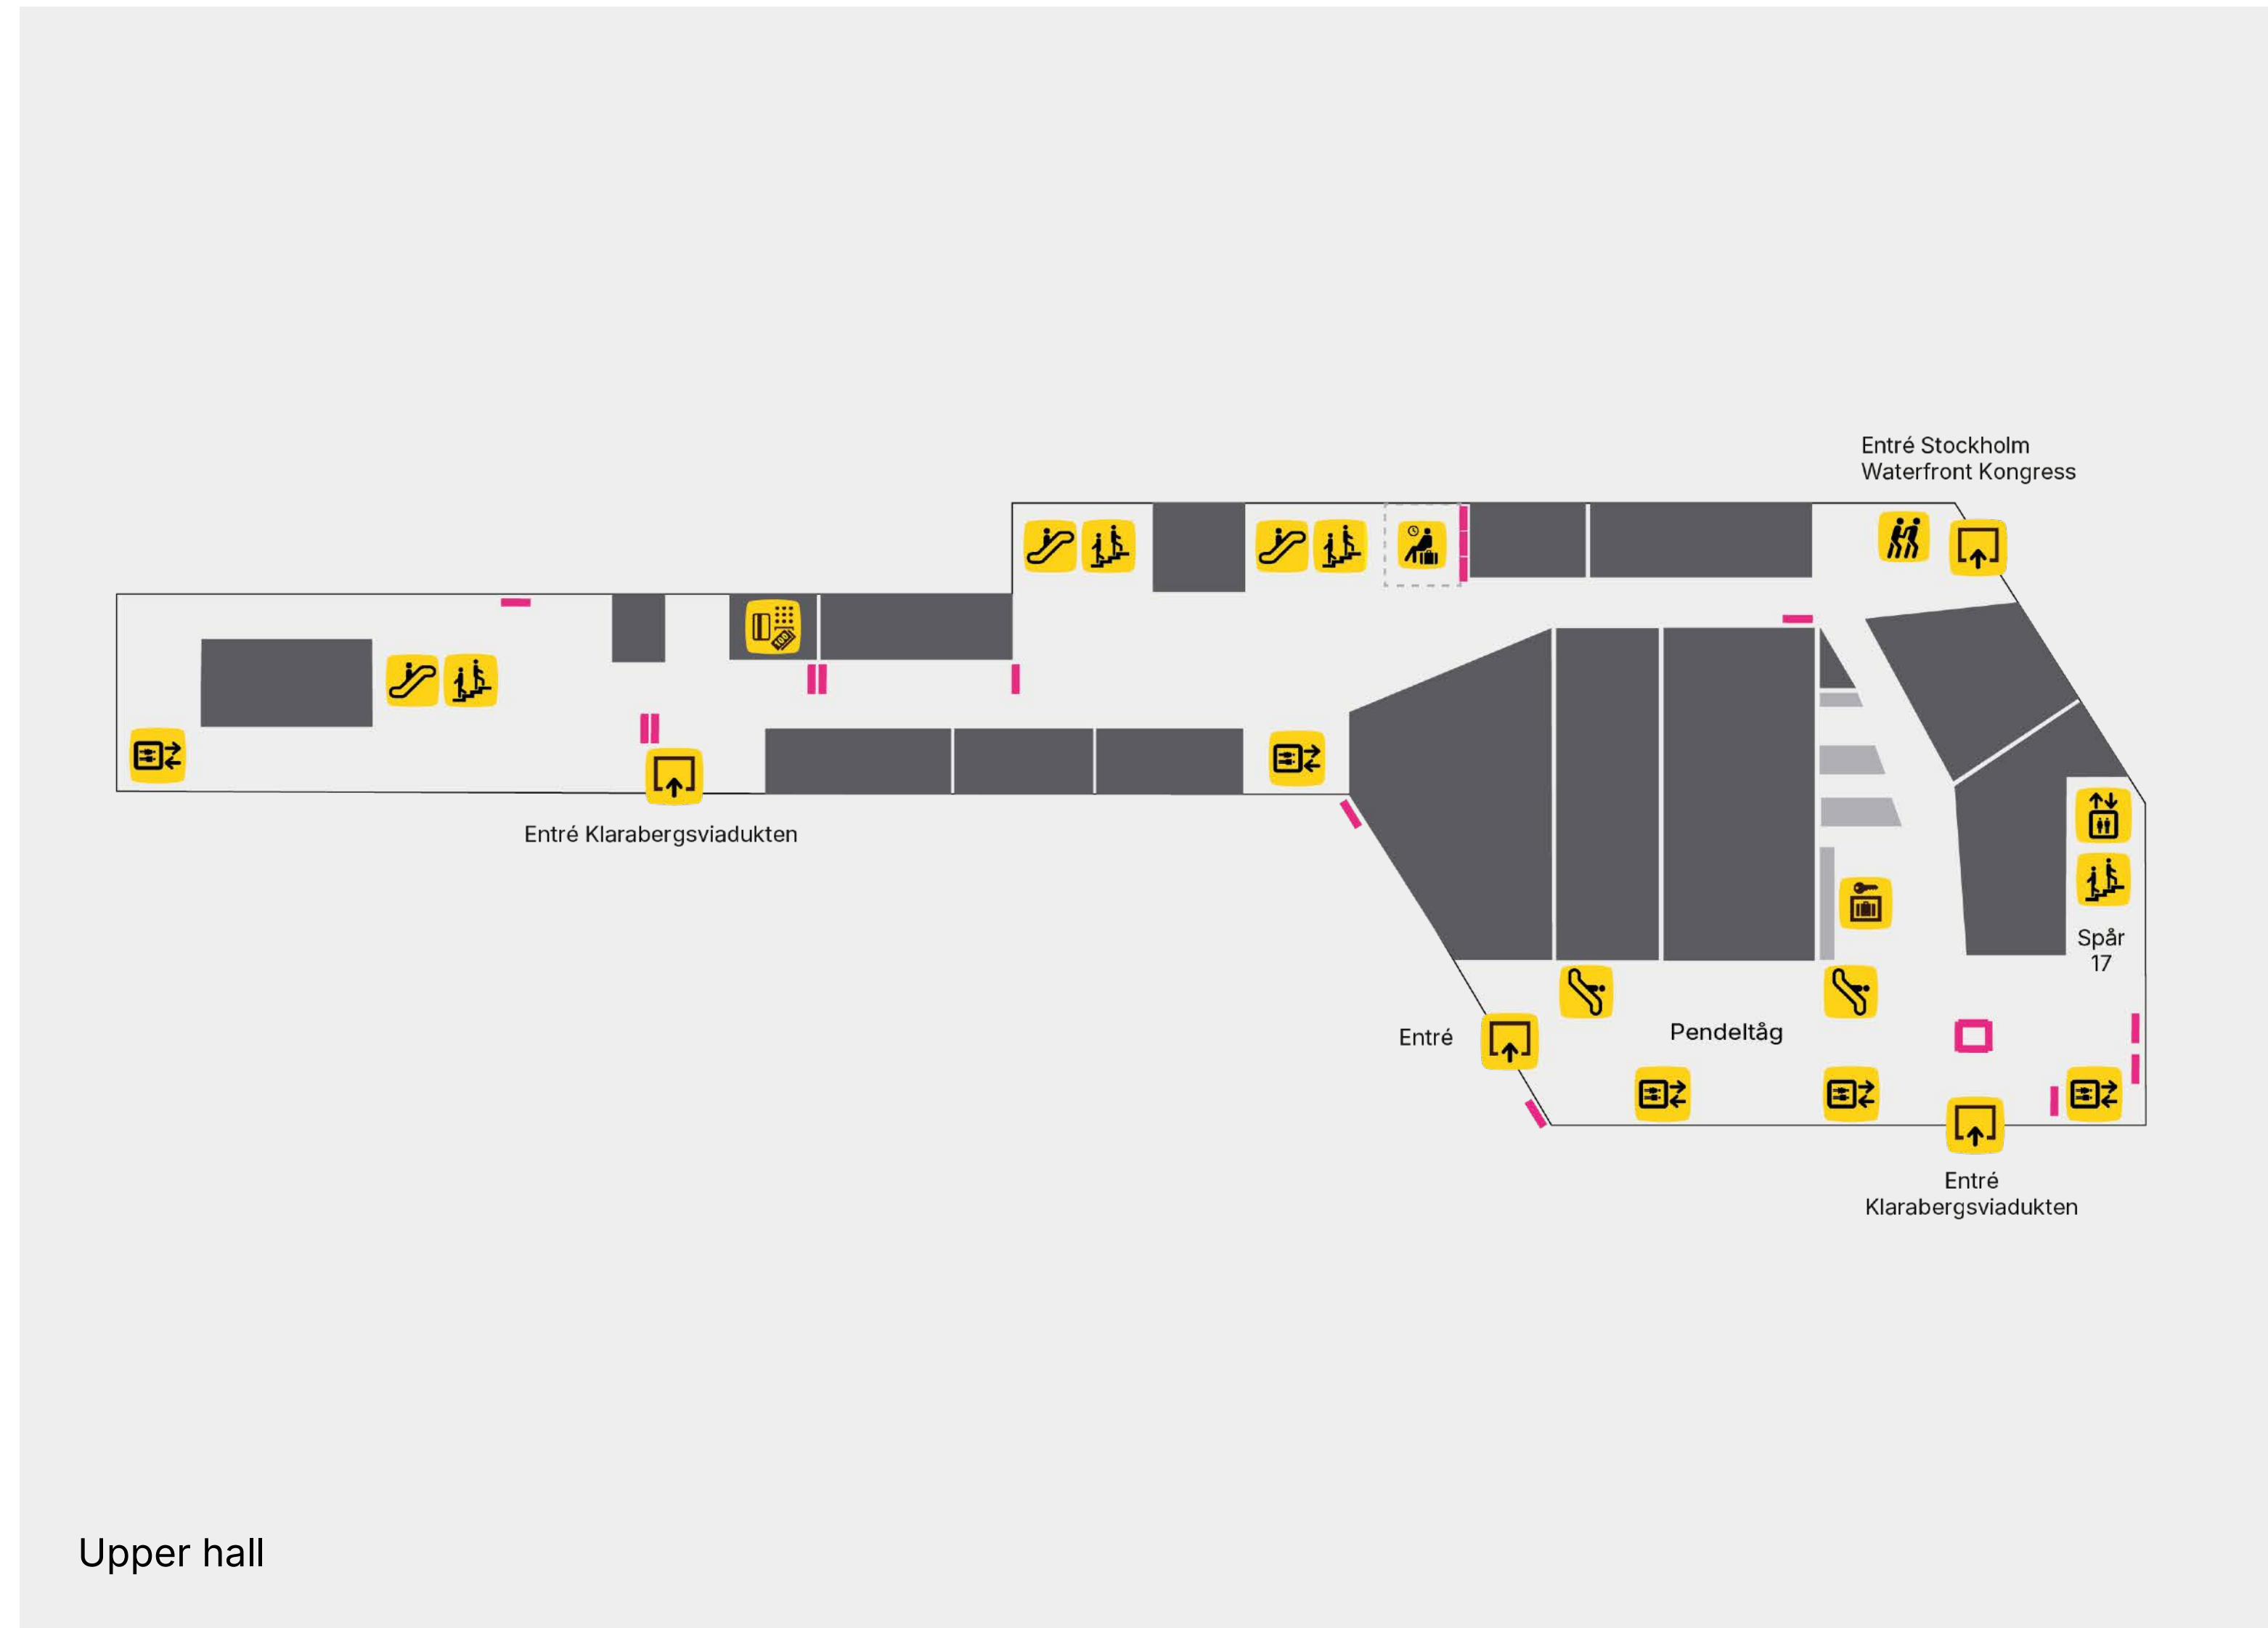 Entré Stockholm
Waterfront Kongress
Entré Klarabergsviadukten
Spår
17
Entré
Pendeltåg
Entré
Klarabergsviadukten
Upper hall